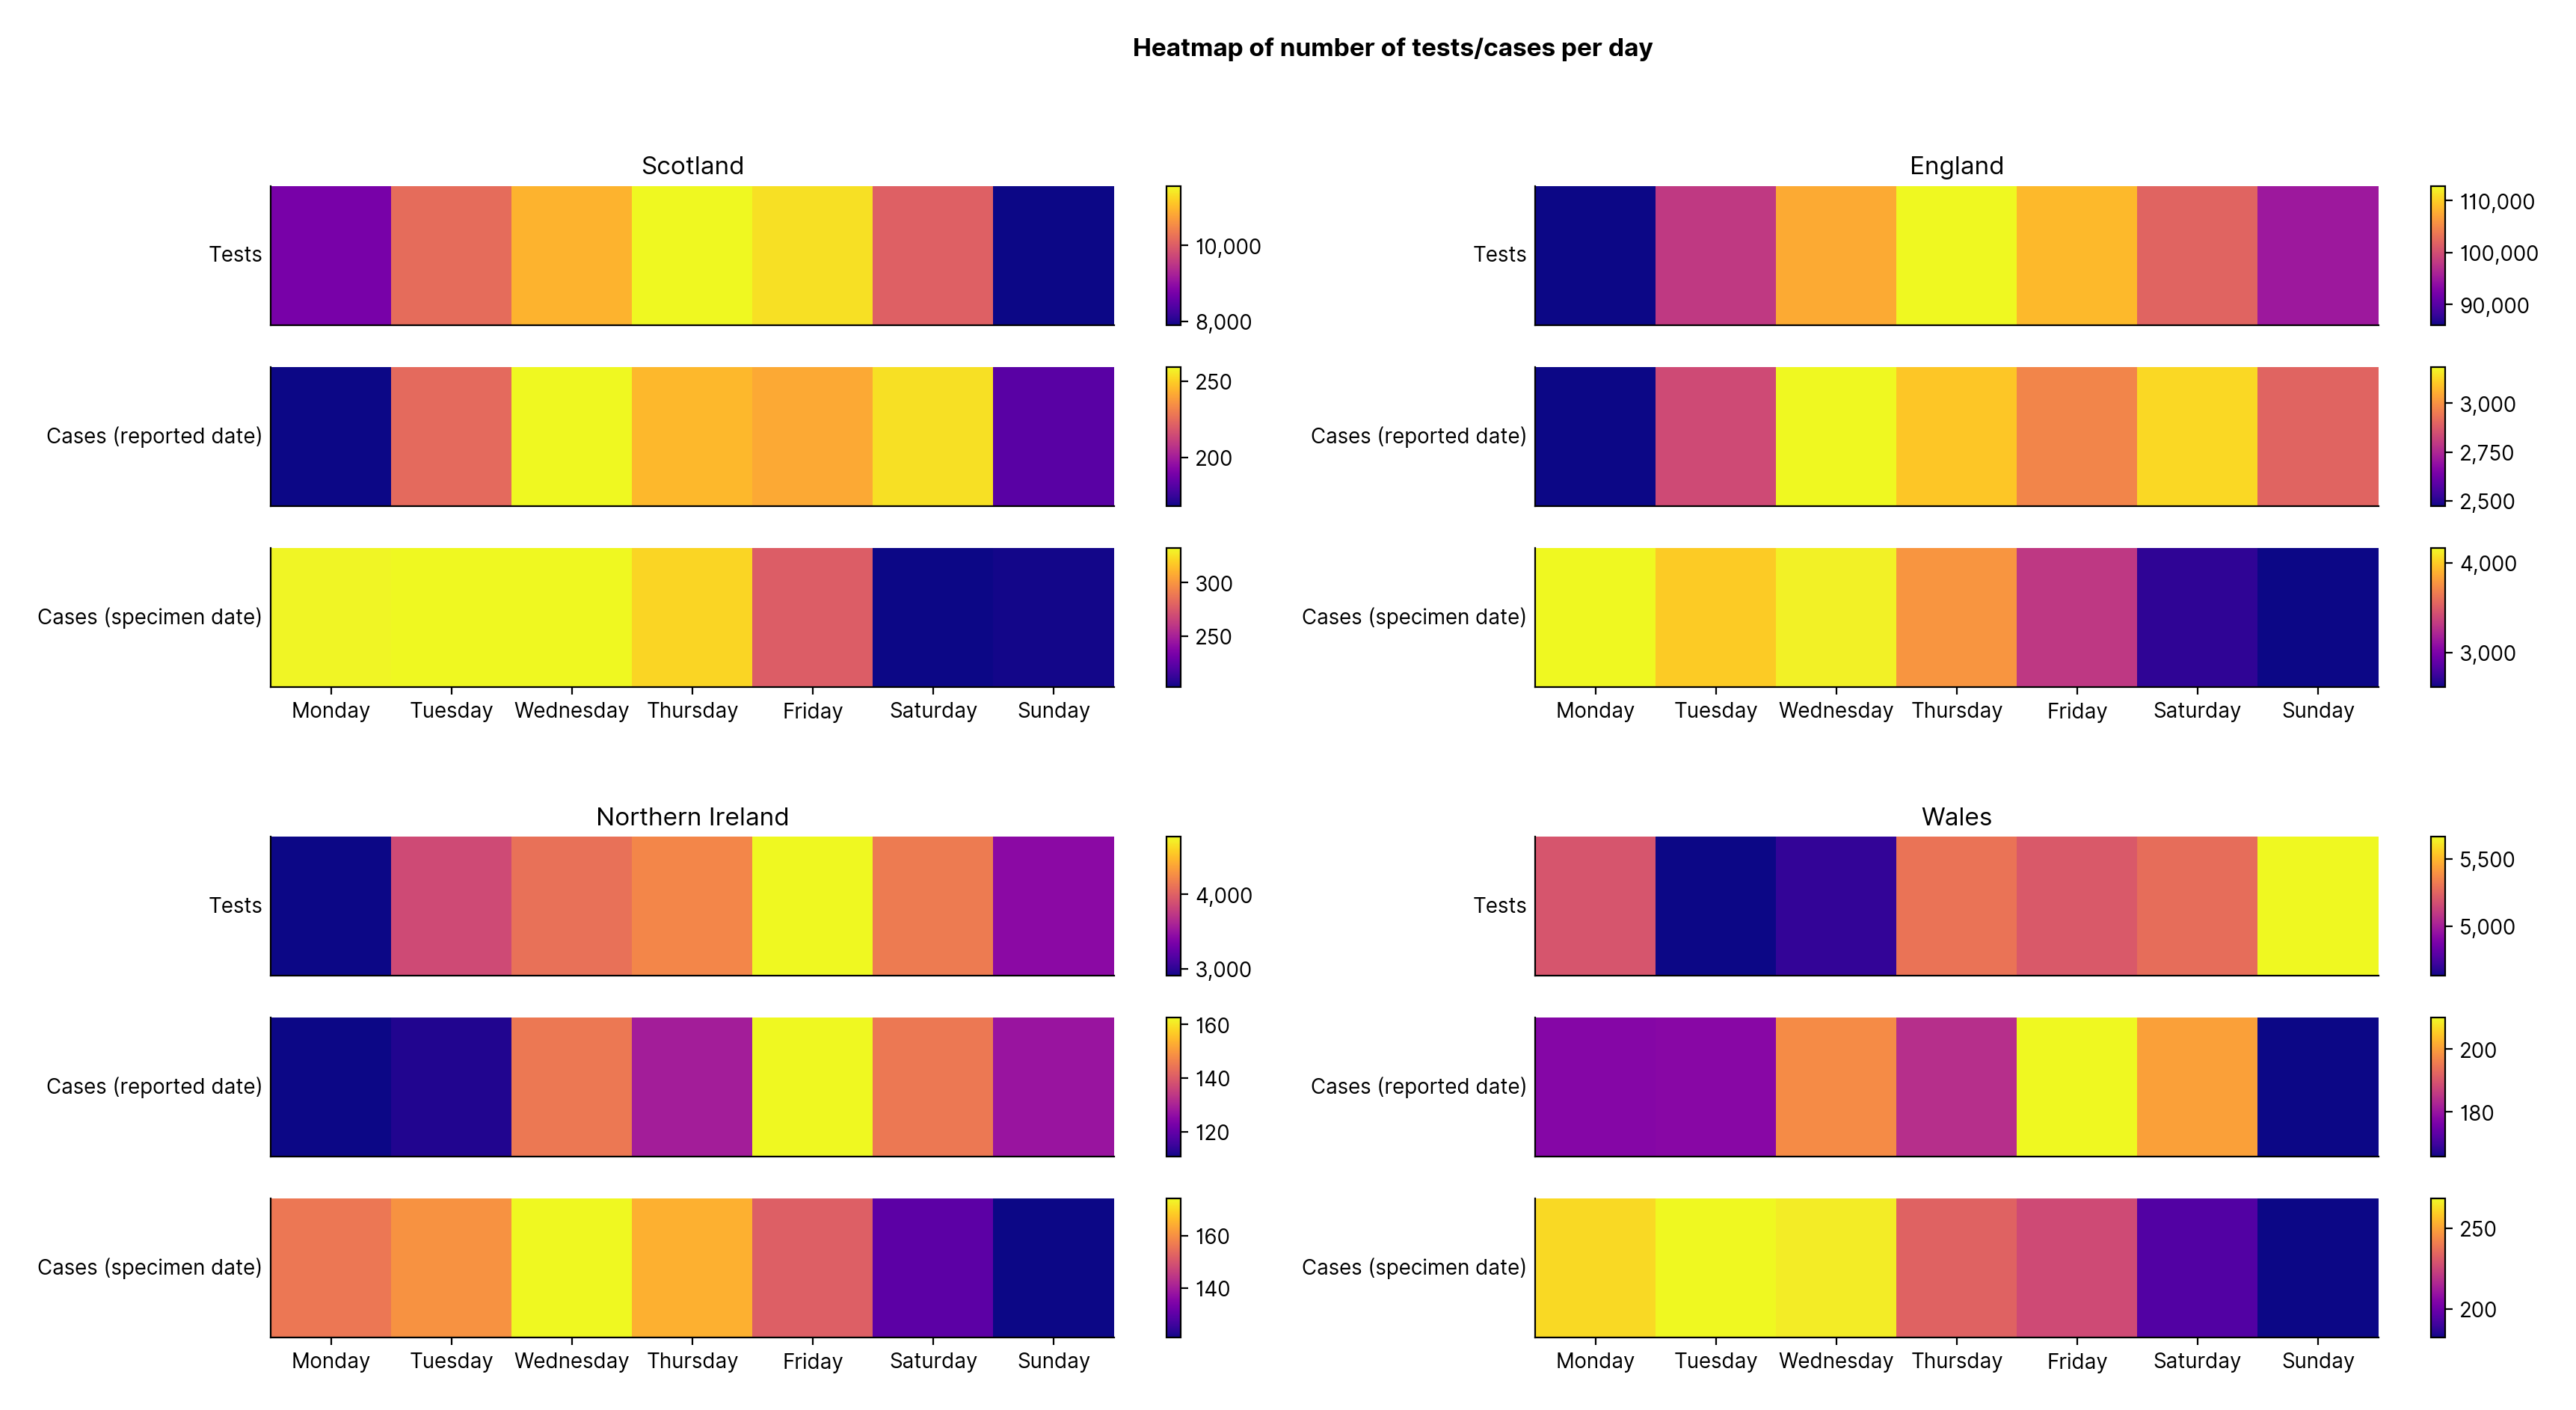 Heatmap of number of tests/cases per day
Scotland
Tests
10,000
8,000
Cases (reported date)
250
200
Cases (specimen date)
300
250
Monday Tuesday Wednesday Thursday Friday Saturday Sunday
England
Tests
110,000
100,000
90,000
Cases (reported date)
3,000
2,750
2,500
Cases (specimen date)
4,000
3,000
Monday Tuesday Wednesday Thursday Friday Saturday Sunday
Northern Ireland
Tests
4,000
3,000
Cases (reported date)
160
140
120
Cases (specimen date)
160
140
Monday Tuesday Wednesday Thursday Friday Saturday Sunday
Wales
Tests
5,500
5,000
Cases (reported date)
200
180
Cases (specimen date)
250
200
Monday Tuesday Wednesday Thursday Friday Saturday Sunday